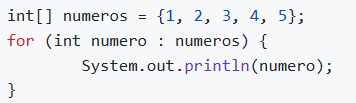 int[] numeros = {1, 2, 3, 4, 5};
for (int numero : numeros) {
        System.out.println(numero);
}